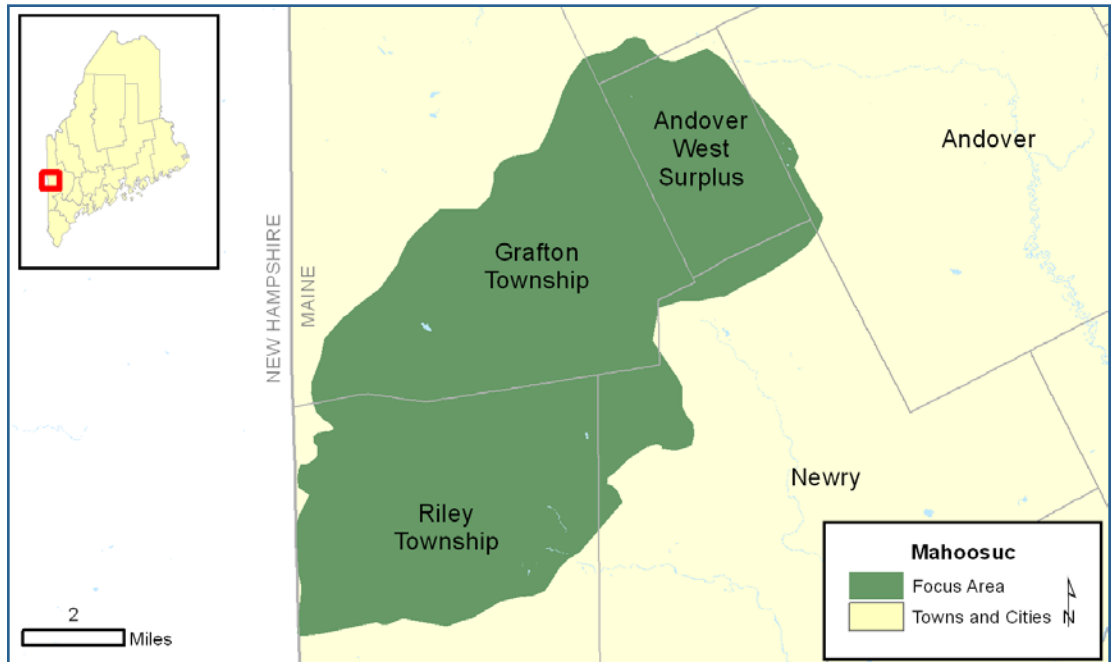 Andover
West
Surplus
Andover
Grafton
Township
NEW HAMPSHIRE
MAINE
Newry
Riley
Township
Mahoosuc
Focus Area
Towns and Cities
N
2
Miles